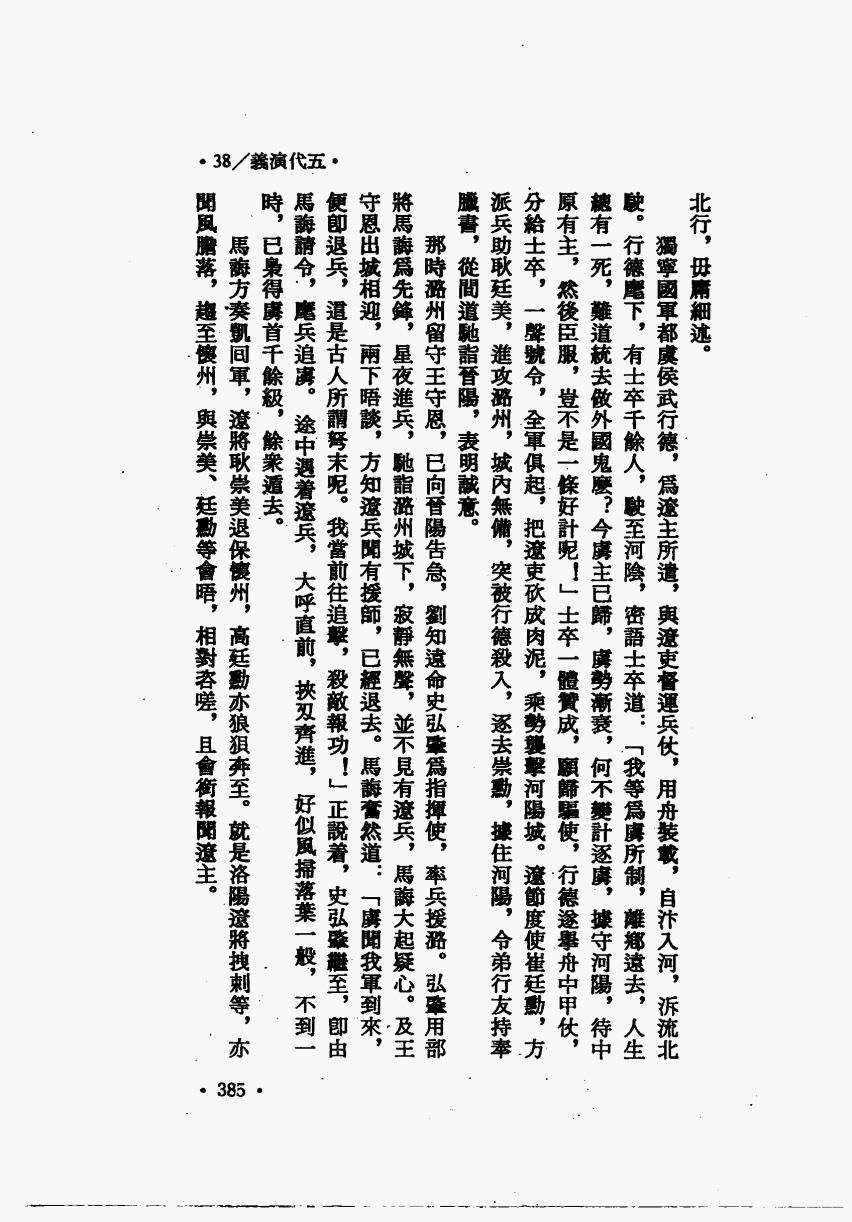 ·38/義演代五·
北行，毋庸細述。
獨寧國軍都虞侯武行德，爲遼主所遣，與遼吏督運兵仗，用舟裝載，自汴入河，泝流北
駛。行德麾下，有士卒千餘人，駛至河陰，密語士卒道：「我等爲虜所制，離鄉遠去，人生
總有一死，難道統去做外國鬼麽？今虜主已歸，虜勢漸衰，何不變計逐虜，據守河陽，待中
原有主，然後臣服，豈不是一條好計呢！」士卒一體贊成，願歸驅使，行德遂舉舟中甲仗，
分給士卒，一聲號令，全軍俱起，把遼吏砍成肉泥，乘勢襲擊河陽城。遼節度使崔廷勳，方
派兵助耿廷美，進攻潞州，城內無備，突被行德殺入，逐去崇勳，據住河陽，令弟行友持奉
臘書，從間道馳詣晉陽，表明誠意。
那時潞州留守王守恩，已向晉陽告急，劉知遠命史弘肇爲指揮使，率兵援潞。弘肇用部
將馬誨爲先鋒，星夜進兵，馳詣潞州城下，寂靜無聲，並不見有遼兵，馬誨大起疑心。及王
守恩出城相迎，兩下晤談，方知遼兵聞有援師，已經退去。馬誨奮然道：「虜聞我軍到來，
便卽退兵，這是古人所謂弩末呢。我當前往追擊，殺敵報功！」正說着，史弘肇繼至，卽由
馬誨請令，麾兵追虜。途中遇着遼兵，大呼直前，挾刄齊進，好似風掃落葉一般，不到一
時，已梟得虜首千餘級，餘衆遁去。
馬誨方奏凱囘軍，遼將耿崇美退保懷州，高廷勳亦狼狽奔至。就是洛陽遼將拽刺等，亦
聞風膽落，趨至懷州，與崇美、廷勳等會晤，相對咨嗟，且會銜報聞遼主。
·385·